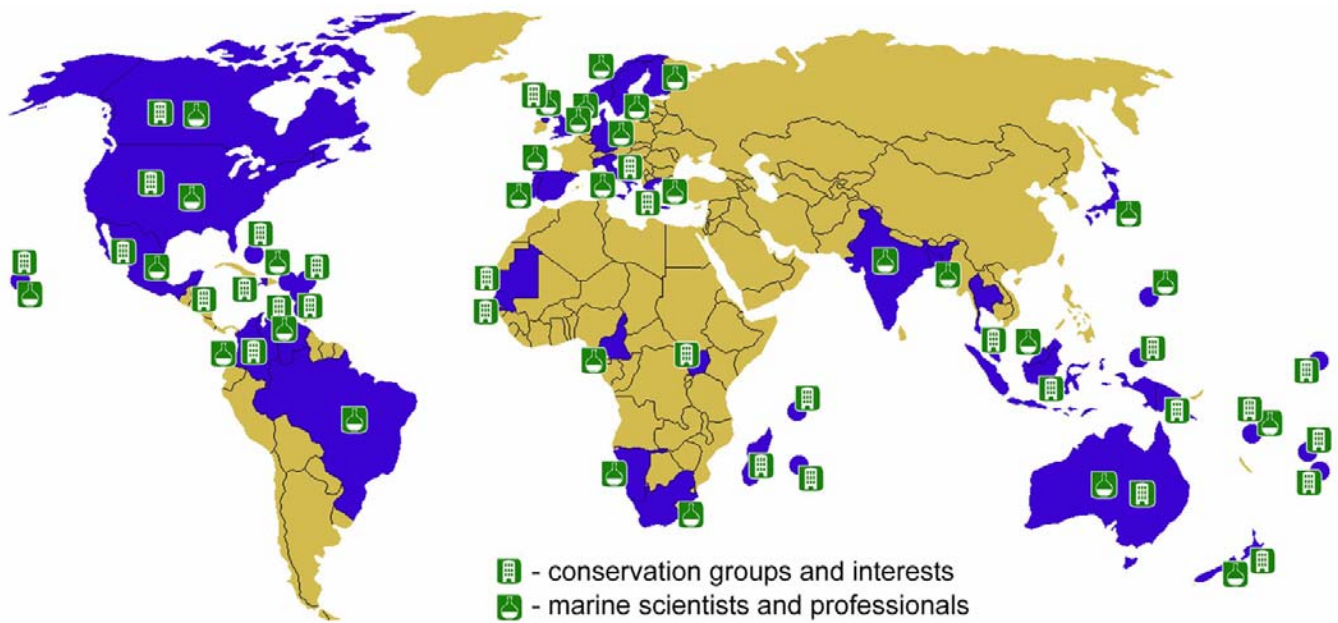 - conservation groups and interests
- marine scientists and professionals